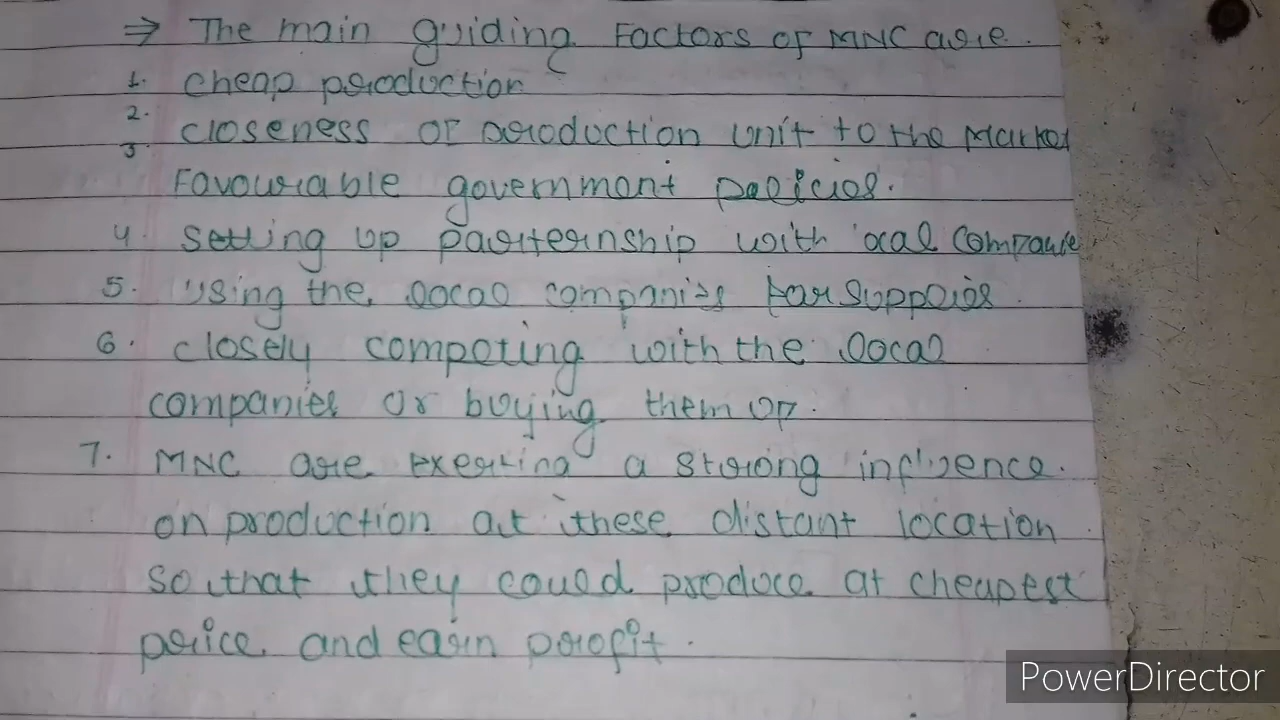 ⇒ The main guiding Factors of MNC are.
1. cheap production
2. closeness of production unit to the Market
3. Favourable government policies.
4. setting up parternship with local companie
5. Using the local companies for supplies.
6. closely competing with the local
companies or buying them up.
7. MNC are exerting a strong influence.
on production at these distant location
so that they could produce at cheapest
price and earn profit.
PowerDirector